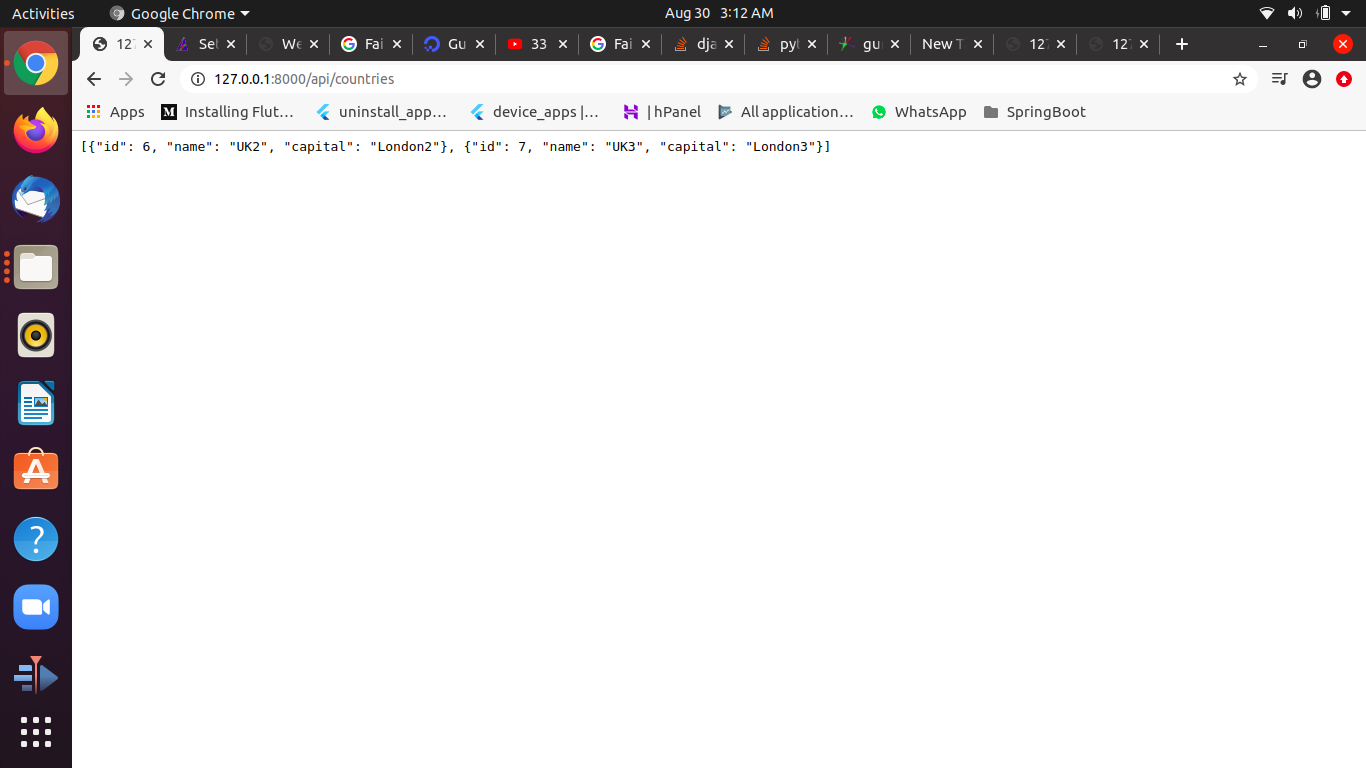 Activities Google Chrome Aug 30 3:12 AM
127 Sel We Fai Gu 33 Fai dja pyt gu New T 127 127
127.0.0.1:8000/api/countries
Apps M Installing Flut... uninstall_app... device_apps |... | hPanel All application... WhatsApp SpringBoot
[{"id": 6, "name": "UK2", "capital": "London2"}, {"id": 7, "name": "UK3", "capital": "London3"}]